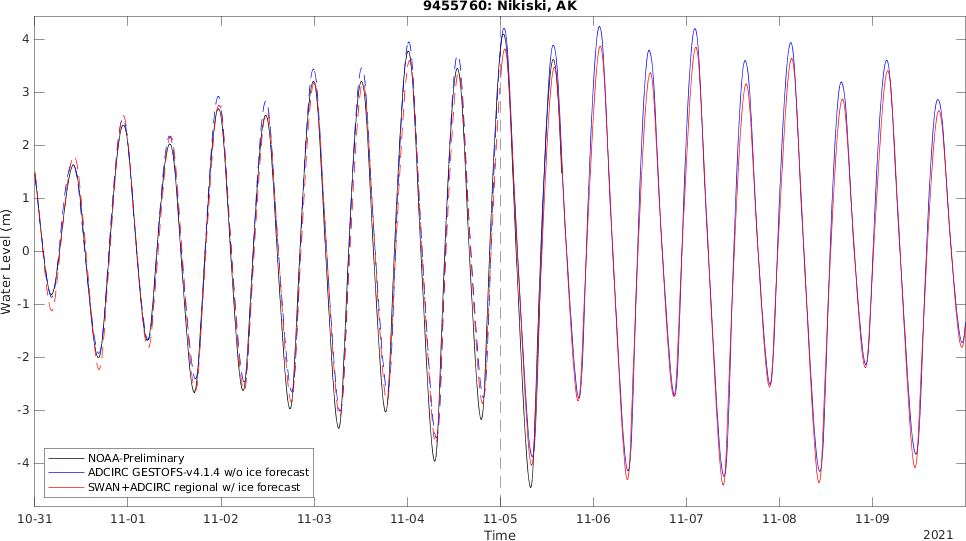 9455760: Nikiski, AK
4
3
2
1
0
-1
-2
-3
-4
Water Level (m)
NOAA-Preliminary
ADCIRC GESTOFS-v4.1.4 w/o ice forecast
SWAN+ADCIRC regional w/ ice forecast
10-31 11-01 11-02 11-03 11-04 11-05 11-06 11-07 11-08 11-09
Time
2021